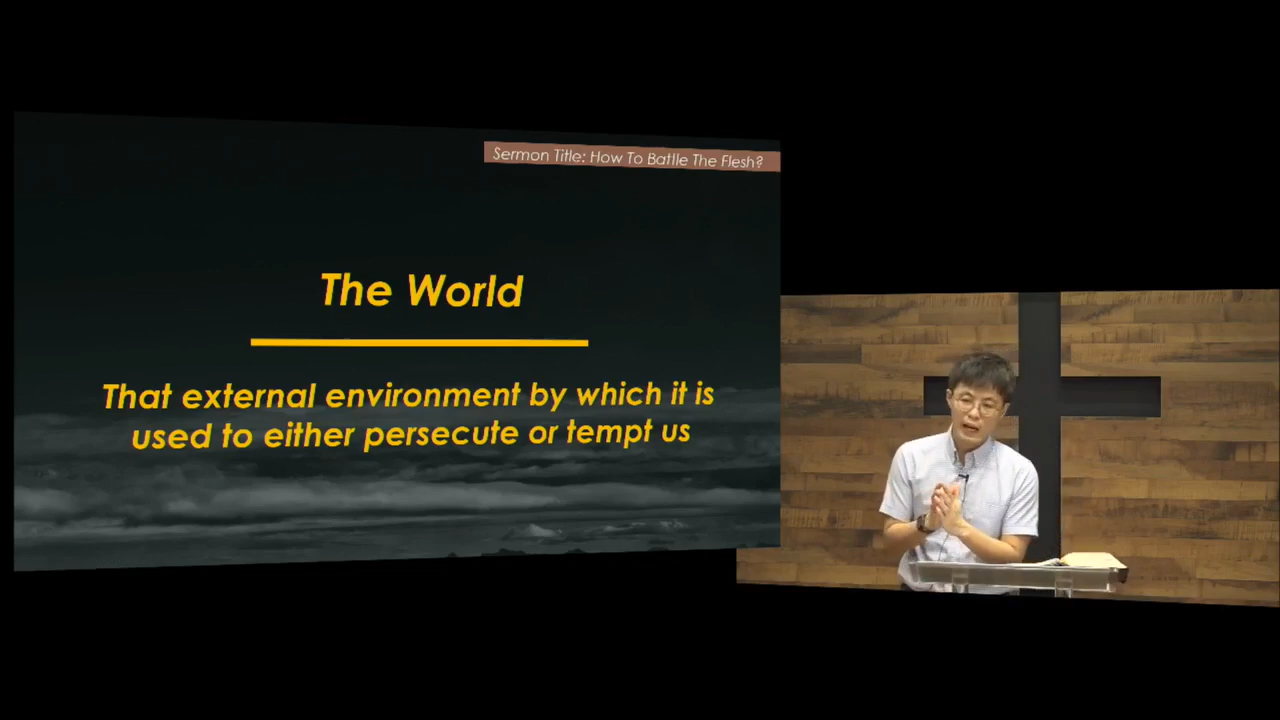 Sermon Title: How To Battle The Flesh?
The World
That external environment by which it is
used to either persecute or tempt us